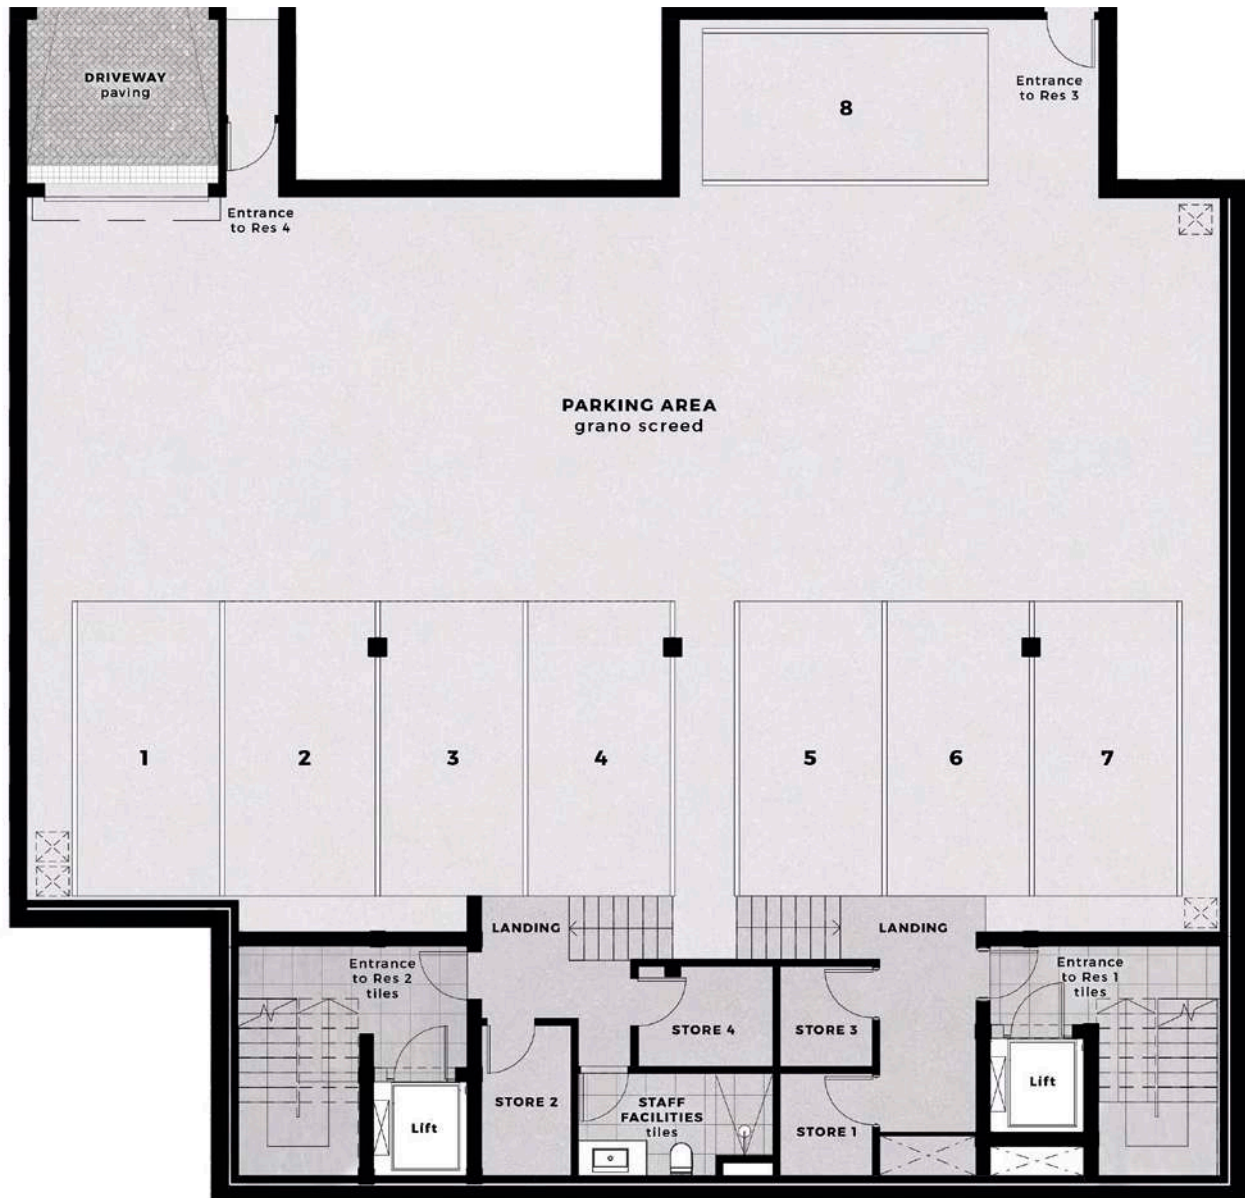 DRIVEWAY
paving
8
Entrance
to Res 3
Entrance
to Res 4
PARKING AREA
grano screed
1
2
3
4
5
6
7
LANDING
LANDING
Entrance
to Res 2
tiles
Entrance
to Res 1
tiles
STORE 4
STORE 3
Lift
STORE 2
STAFF
FACILITIES
tiles
STORE 1
Lift